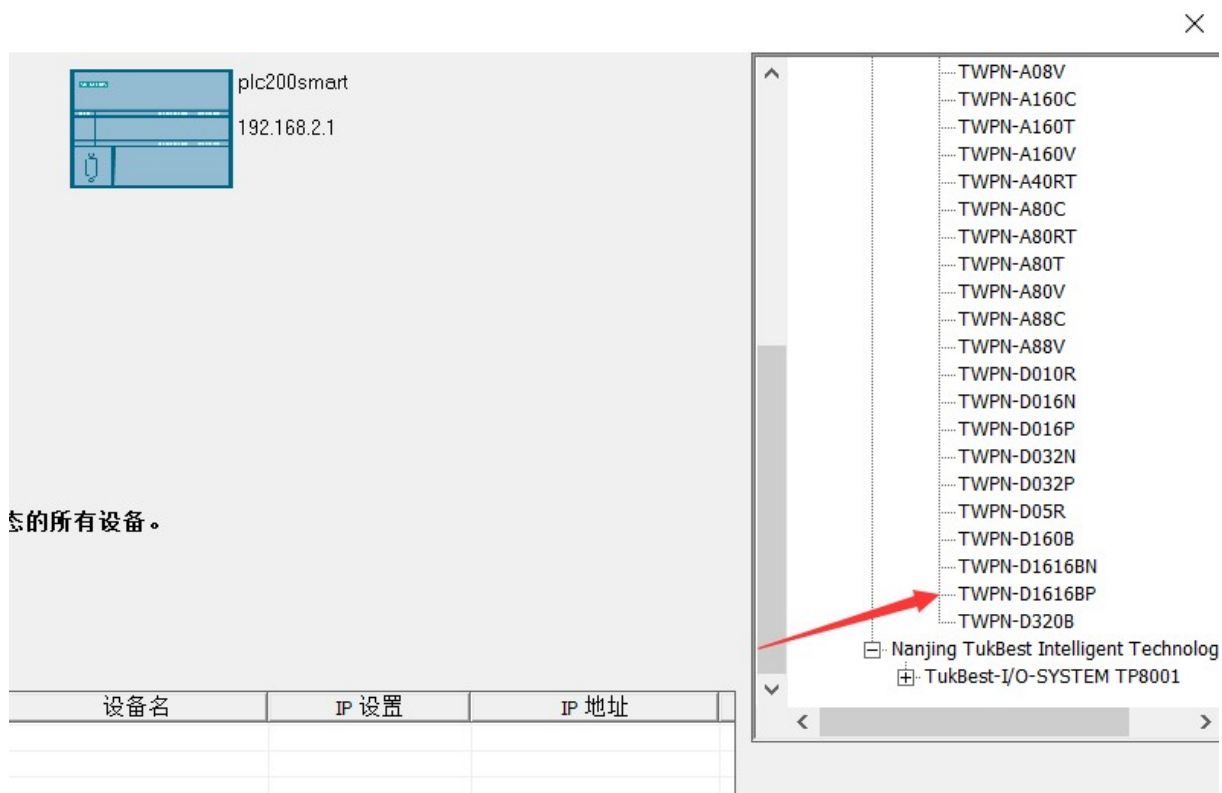 plc200smart
192.168.2.1
态的所有设备。
设备名
IP 设置
IP 地址
TWPN-A08V
TWPN-A160C
TWPN-A160T
TWPN-A160V
TWPN-A40RT
TWPN-A80C
TWPN-A80RT
TWPN-A80T
TWPN-A80V
TWPN-A88C
TWPN-A88V
TWPN-D010R
TWPN-D016N
TWPN-D016P
TWPN-D032N
TWPN-D032P
TWPN-D05R
TWPN-D160B
TWPN-D1616BN
TWPN-D1616BP
TWPN-D320B
Nanjing TukBest Intelligent Technolog
TukBest-I/O-SYSTEM TP8001